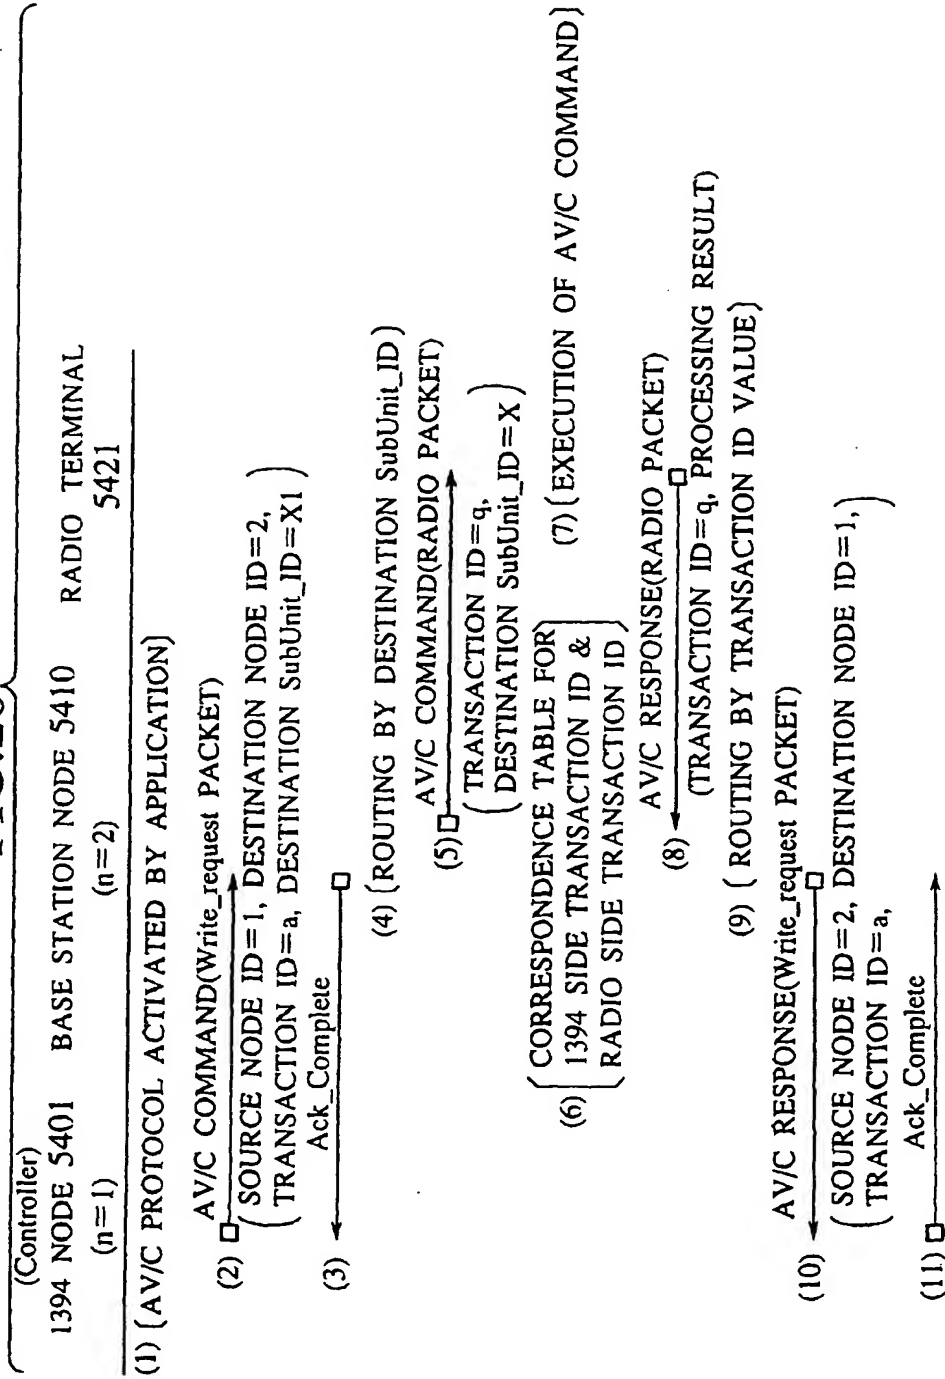 (Controller)
1394 NODE 5401 BASE STATION NODE 5410 RADIO TERMINAL
(n=1) (n=2) 5421
(1) [AV/C PROTOCOL ACTIVATED BY APPLICATION]
AV/C COMMAND(Write_request PACKET)
(2)
(SOURCE NODE ID=1, DESTINATION NODE ID=2,
TRANSACTION ID=a, DESTINATION SubUnit_ID=X1)
Ack_Complete
(3)
(4) [ROUTING BY DESTINATION SubUnit_ID]
AV/C COMMAND(RADIO PACKET)
(5)
(TRANSACTION ID=q,
DESTINATION SubUnit_ID=X)
(6) [CORRESPONDENCE TABLE FOR
1394 SIDE TRANSACTION ID &
RADIO SIDE TRANSACTION ID]
(7) [EXECUTION OF AV/C COMMAND]
AV/C RESPONSE(RADIO PACKET)
(8)
(TRANSACTION ID=q, PROCESSING RESULT)
(9) [ROUTING BY TRANSACTION ID VALUE]
AV/C RESPONSE(Write_request PACKET)
(10)
(SOURCE NODE ID=2, DESTINATION NODE ID=1,
TRANSACTION ID=a,)
Ack_Complete
(11)